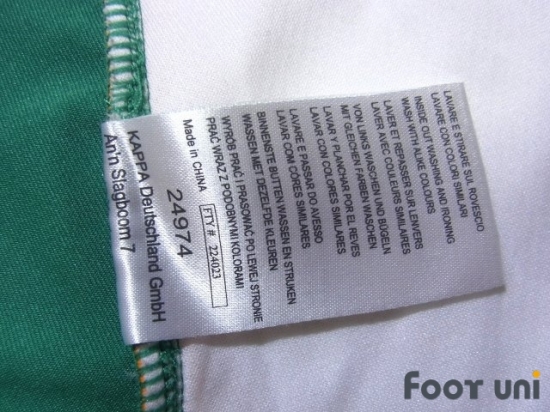 LAVARE E STIRARE SUL ROVESCIO
LAVARE CON COLORI SIMILARI
INSIDE OUT WASHING AND IRONING
WASH WITH ALIKE COLOURS
LAVER ET REPASSER SUR L'ENVERS
LAVER AVEC COULEURS SIMILAIRES
VON LINKS WASCHEN UND BÜGELN
MIT GLEICHEN FARBEN WASCHEN
LAVAR Y PLANCHAR POR EL REVES
LAVAR CON COLORES SIMILARES
LAVAR E PASSAR DO AVESSO
LAVAR COM CÔRES SIMILARES
BINNENSTE BUTTEN WASSEN EN STRIJKEN
WASSEN MET DEZELFDE KLEUREN
WYRÓB PRAĆ I PRASOWAĆ PO LEWEJ STRONIE
PRAĆ WRAZ Z PODOBNYMI KOLORAMI
Made in CHINA FTY# 224023
24974
KAPPA Deutschland GmbH
An'n Slagboom 7
FOOT UNI